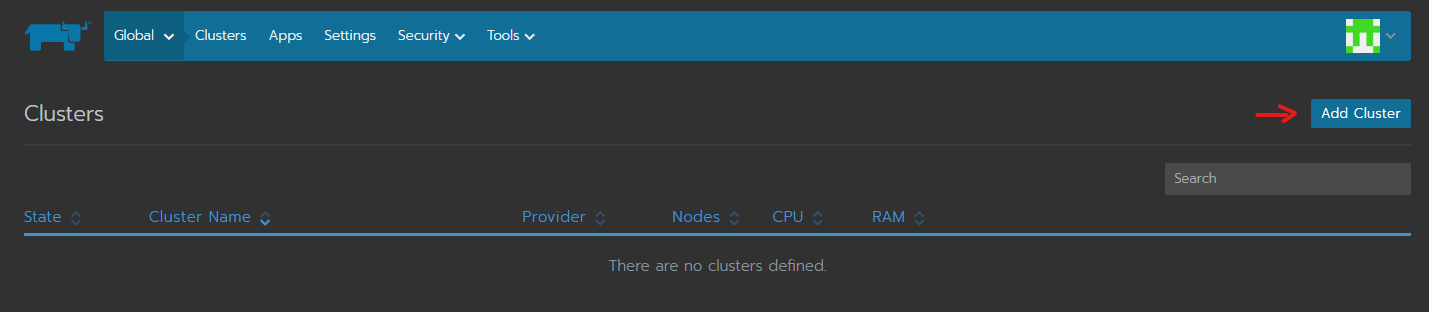 Global Clusters Apps Settings Security Tools
Clusters
Add Cluster
Search
State Cluster Name Provider Nodes CPU RAM
There are no clusters defined.